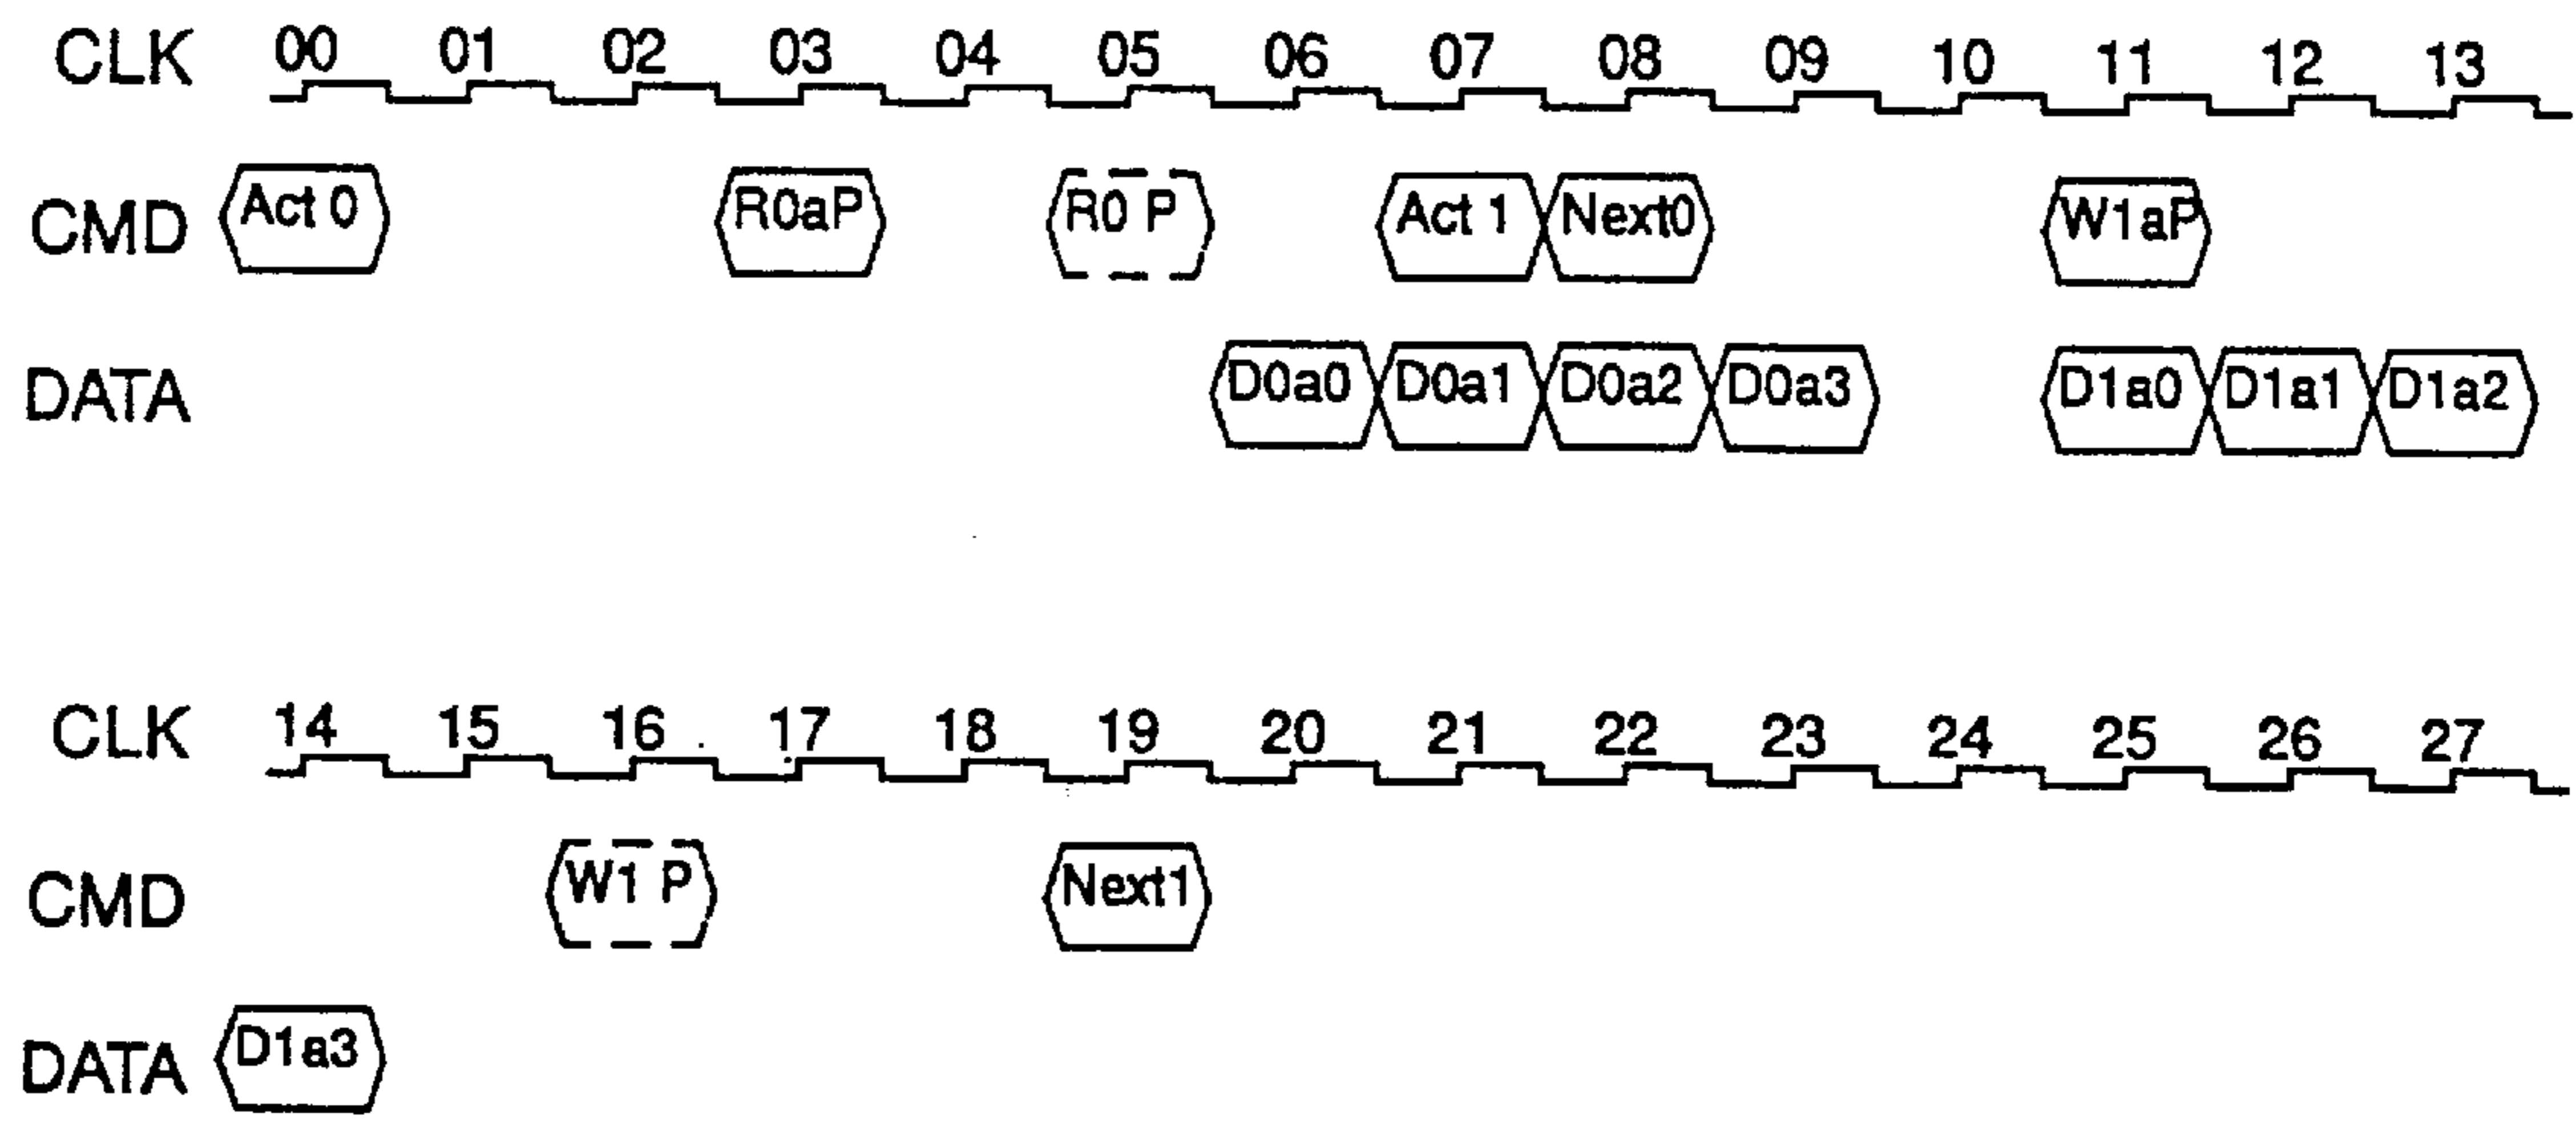 CLK 00 01 02 03 04 05 06 07 08 09 10 11 12 13
CMD Act 0 R0aP R0 P Act 1 Next0 W1aP
DATA D0a0 D0a1 D0a2 D0a3 D1a0 D1a1 D1a2
CLK 14 15 16 17 18 19 20 21 22 23 24 25 26 27
CMD W1 P Next1
DATA D1a3